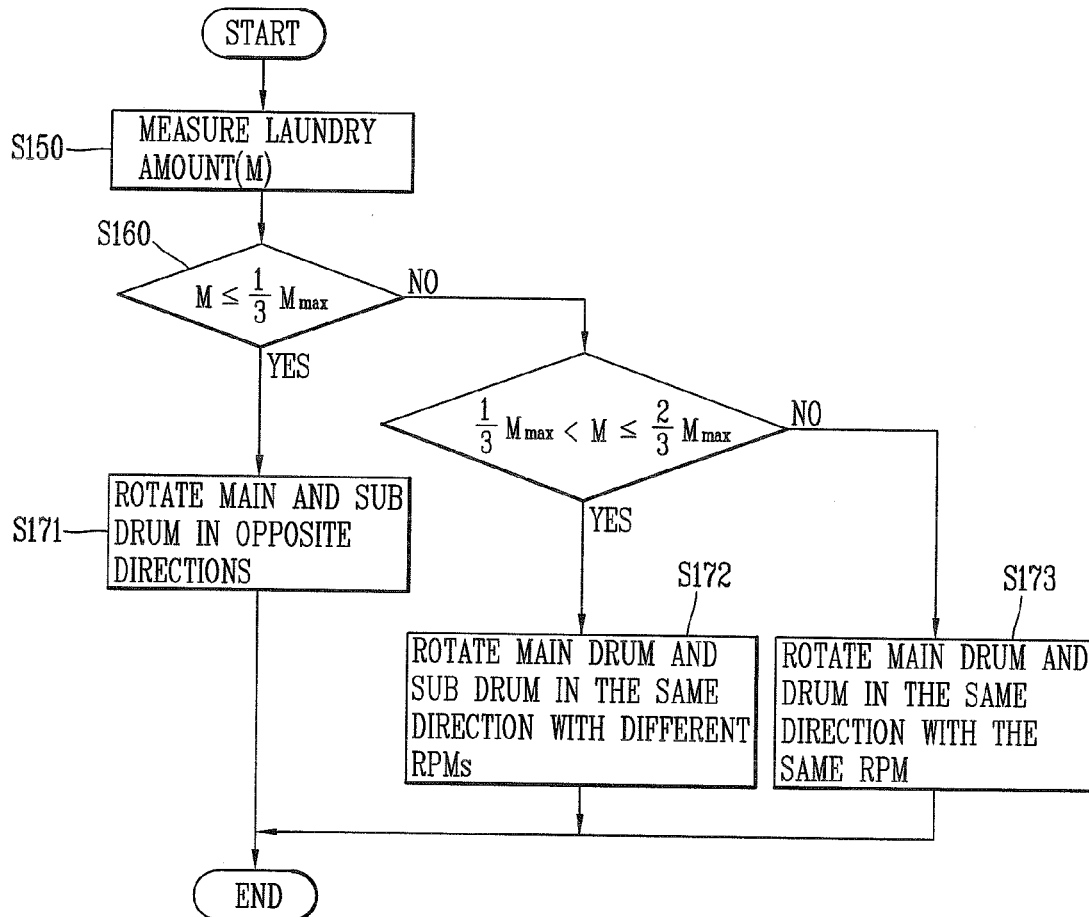 START
MEASURE LAUNDRY
AMOUNT(M)
S150
S160
M ≤ 1/3 Mmax
NO
YES
1/3 Mmax < M ≤ 2/3 Mmax
NO
YES
ROTATE MAIN AND SUB
DRUM IN OPPOSITE
DIRECTIONS
S171
S172
ROTATE MAIN DRUM AND
SUB DRUM IN THE SAME
DIRECTION WITH DIFFERENT
RPMs
S173
ROTATE MAIN DRUM AND
DRUM IN THE SAME
DIRECTION WITH THE
SAME RPM
END